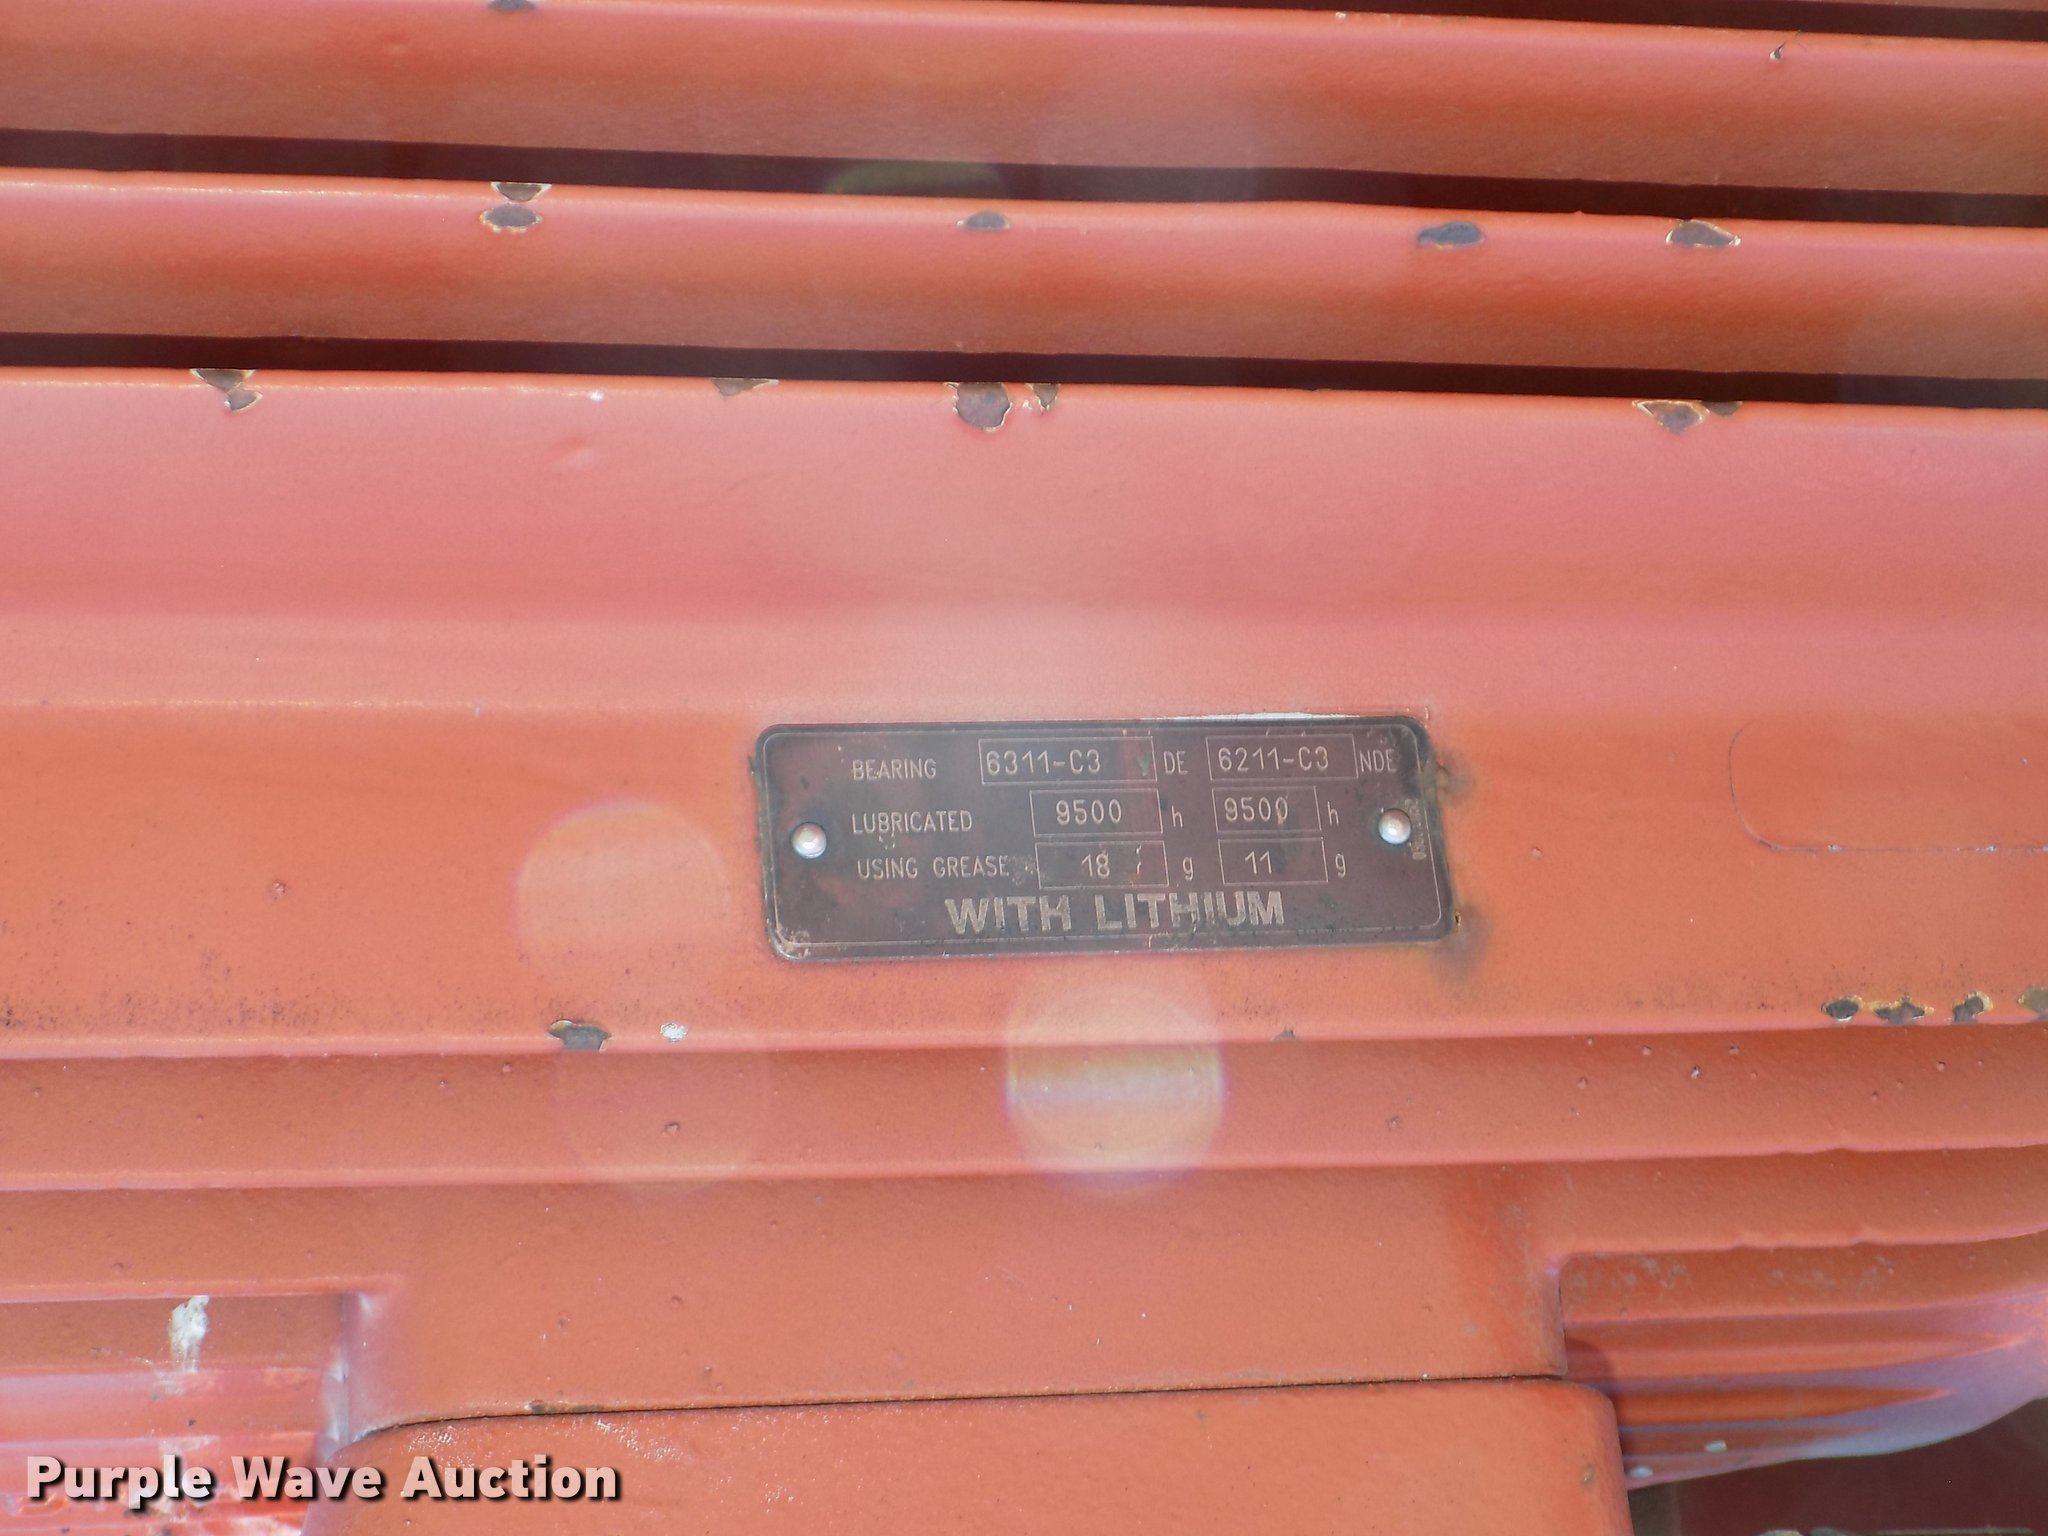 BEARING 6311-C3 DE 6211-C3 NDE
LUBRICATED 9500 h 9500 h
USING GREASE 18 g 11 g
WITH LITHIUM
Purple Wave Auction